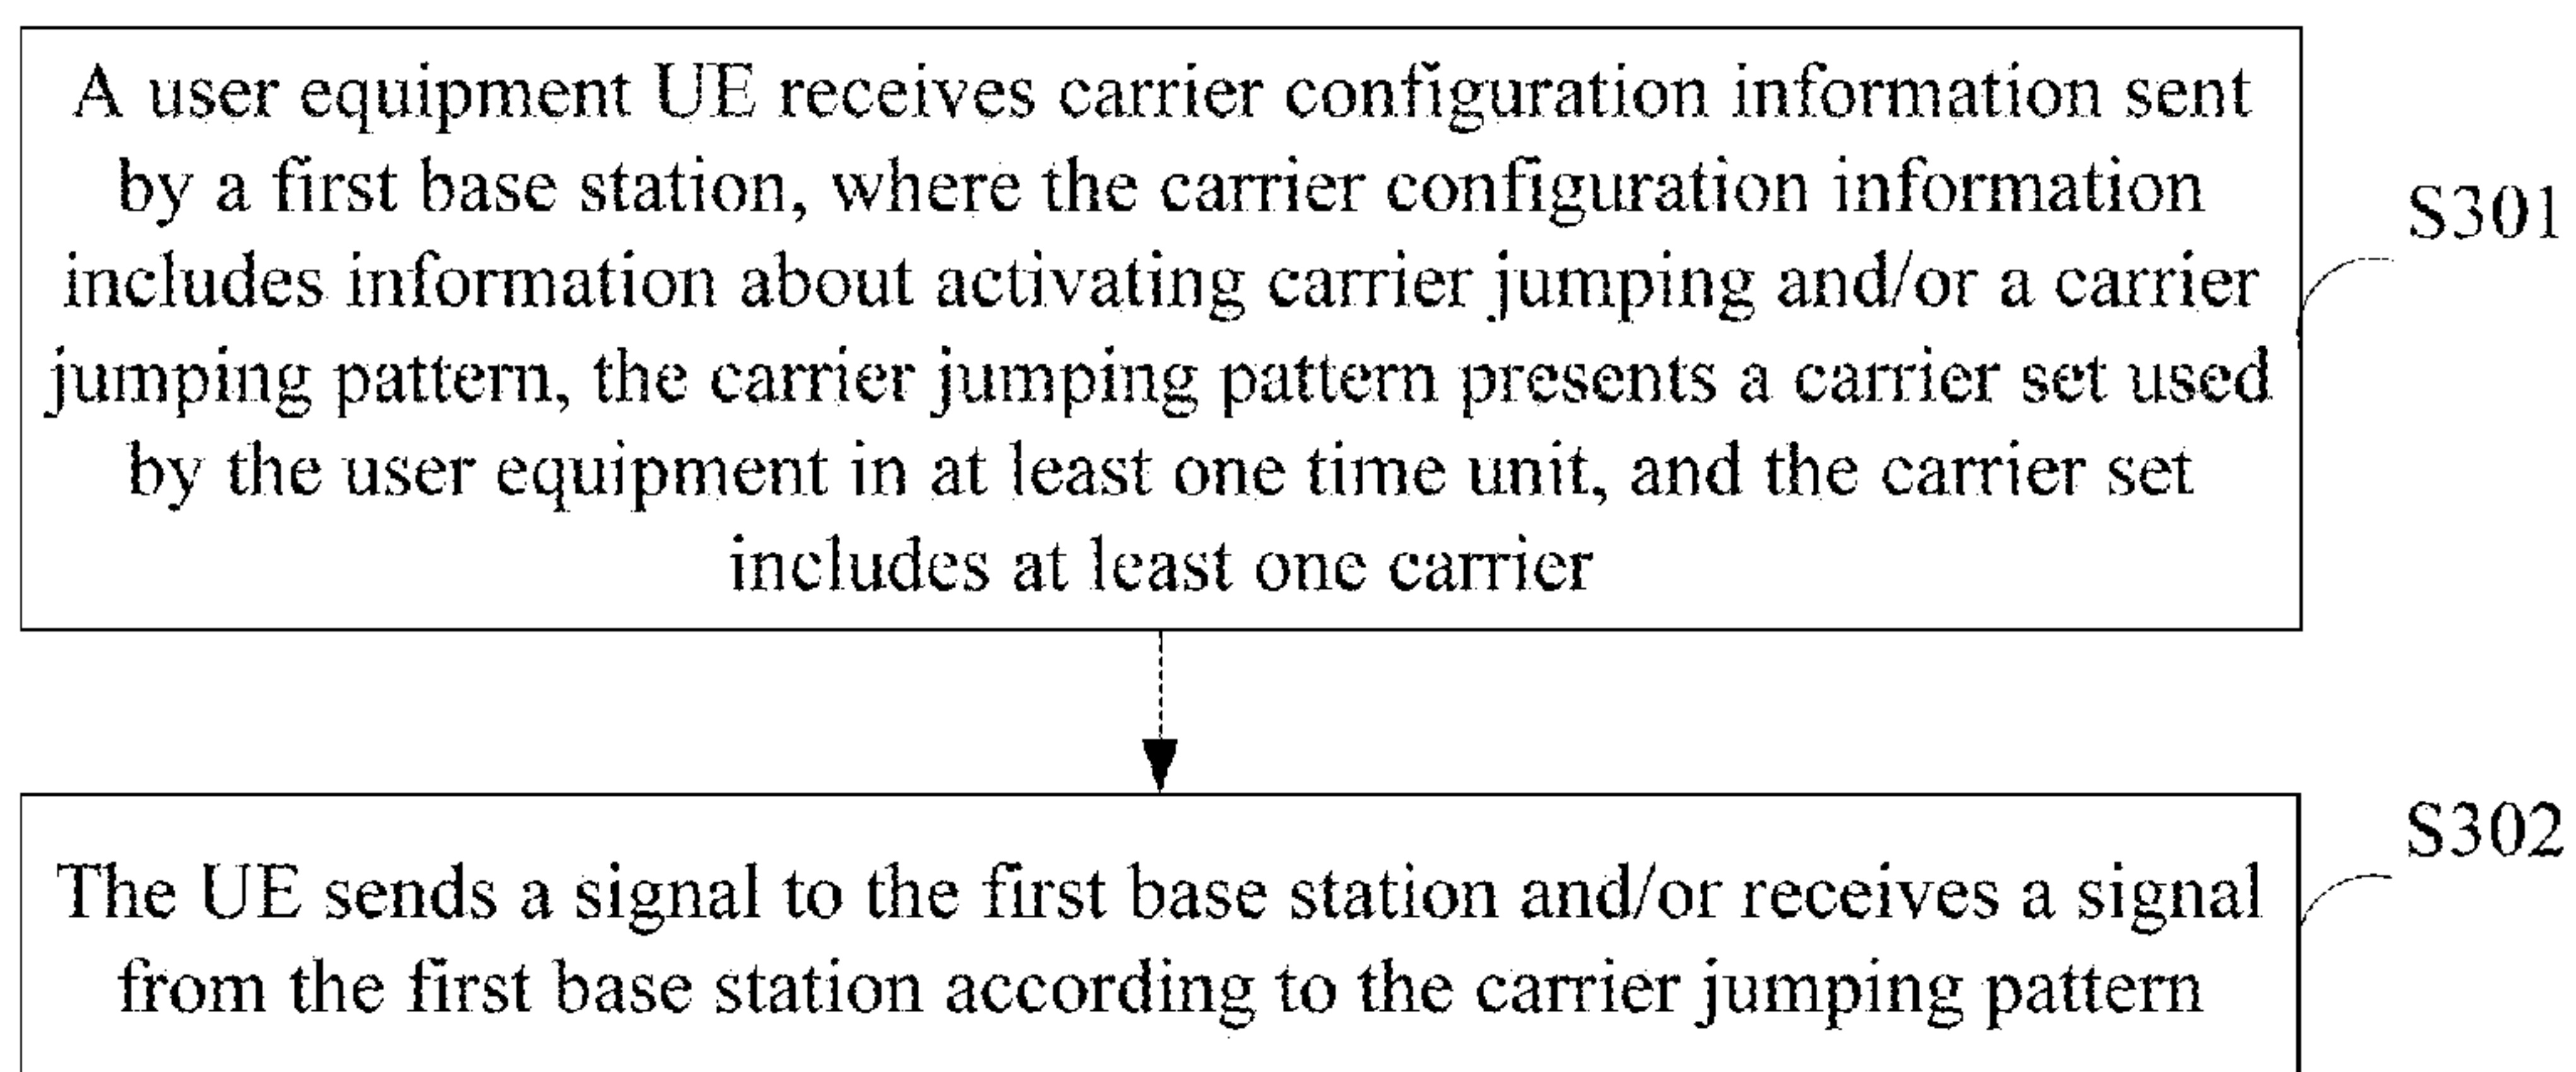 A user equipment UE receives carrier configuration information sent
by a first base station, where the carrier configuration information
includes information about activating carrier jumping and/or a carrier
jumping pattern, the carrier jumping pattern presents a carrier set used
by the user equipment in at least one time unit, and the carrier set
includes at least one carrier
S301
The UE sends a signal to the first base station and/or receives a signal
from the first base station according to the carrier jumping pattern
S302